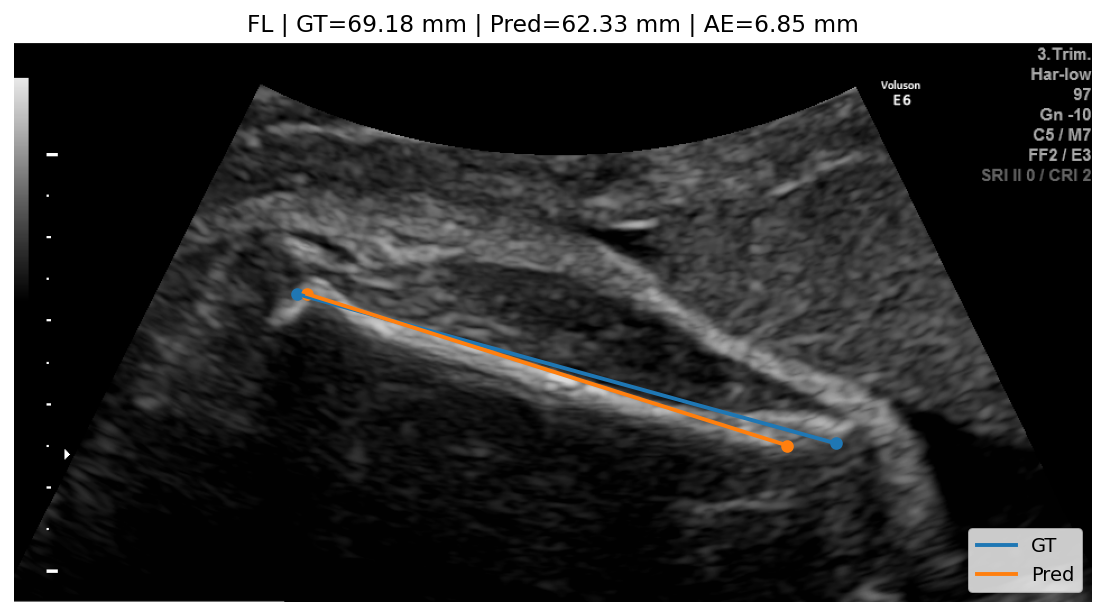 FL | GT=69.18 mm | Pred=62.33 mm | AE=6.85 mm
Voluson
E6
3.Trim.
Har-low
97
Gn -10
C5 / M7
FF2 / E3
SRI II 0 / CRI 2
GT
Pred